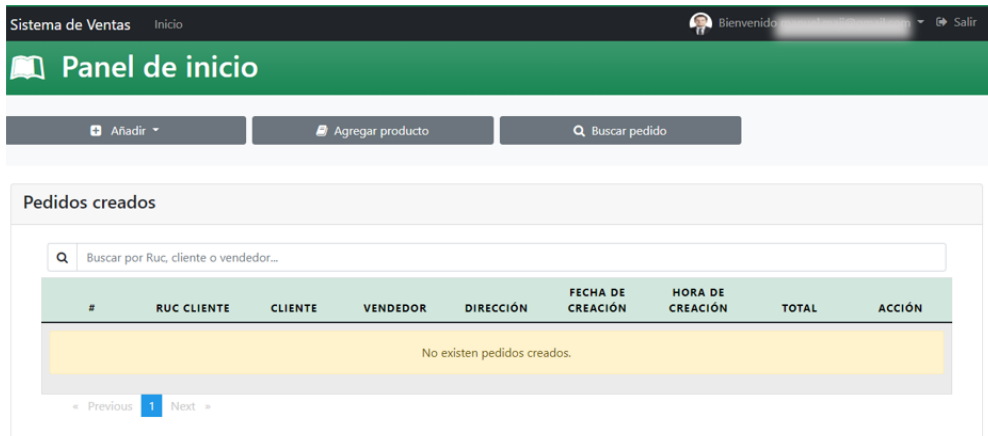 Sistema de Ventas Inicio Bienvenido Salir
Panel de inicio
Añadir Agregar producto Buscar pedido
Pedidos creados
Buscar por Ruc, cliente o vendedor...
# RUC CLIENTE CLIENTE VENDEDOR DIRECCIÓN FECHA DE CREACIÓN HORA DE CREACIÓN TOTAL ACCIÓN
No existen pedidos creados.
« Previous 1 Next »